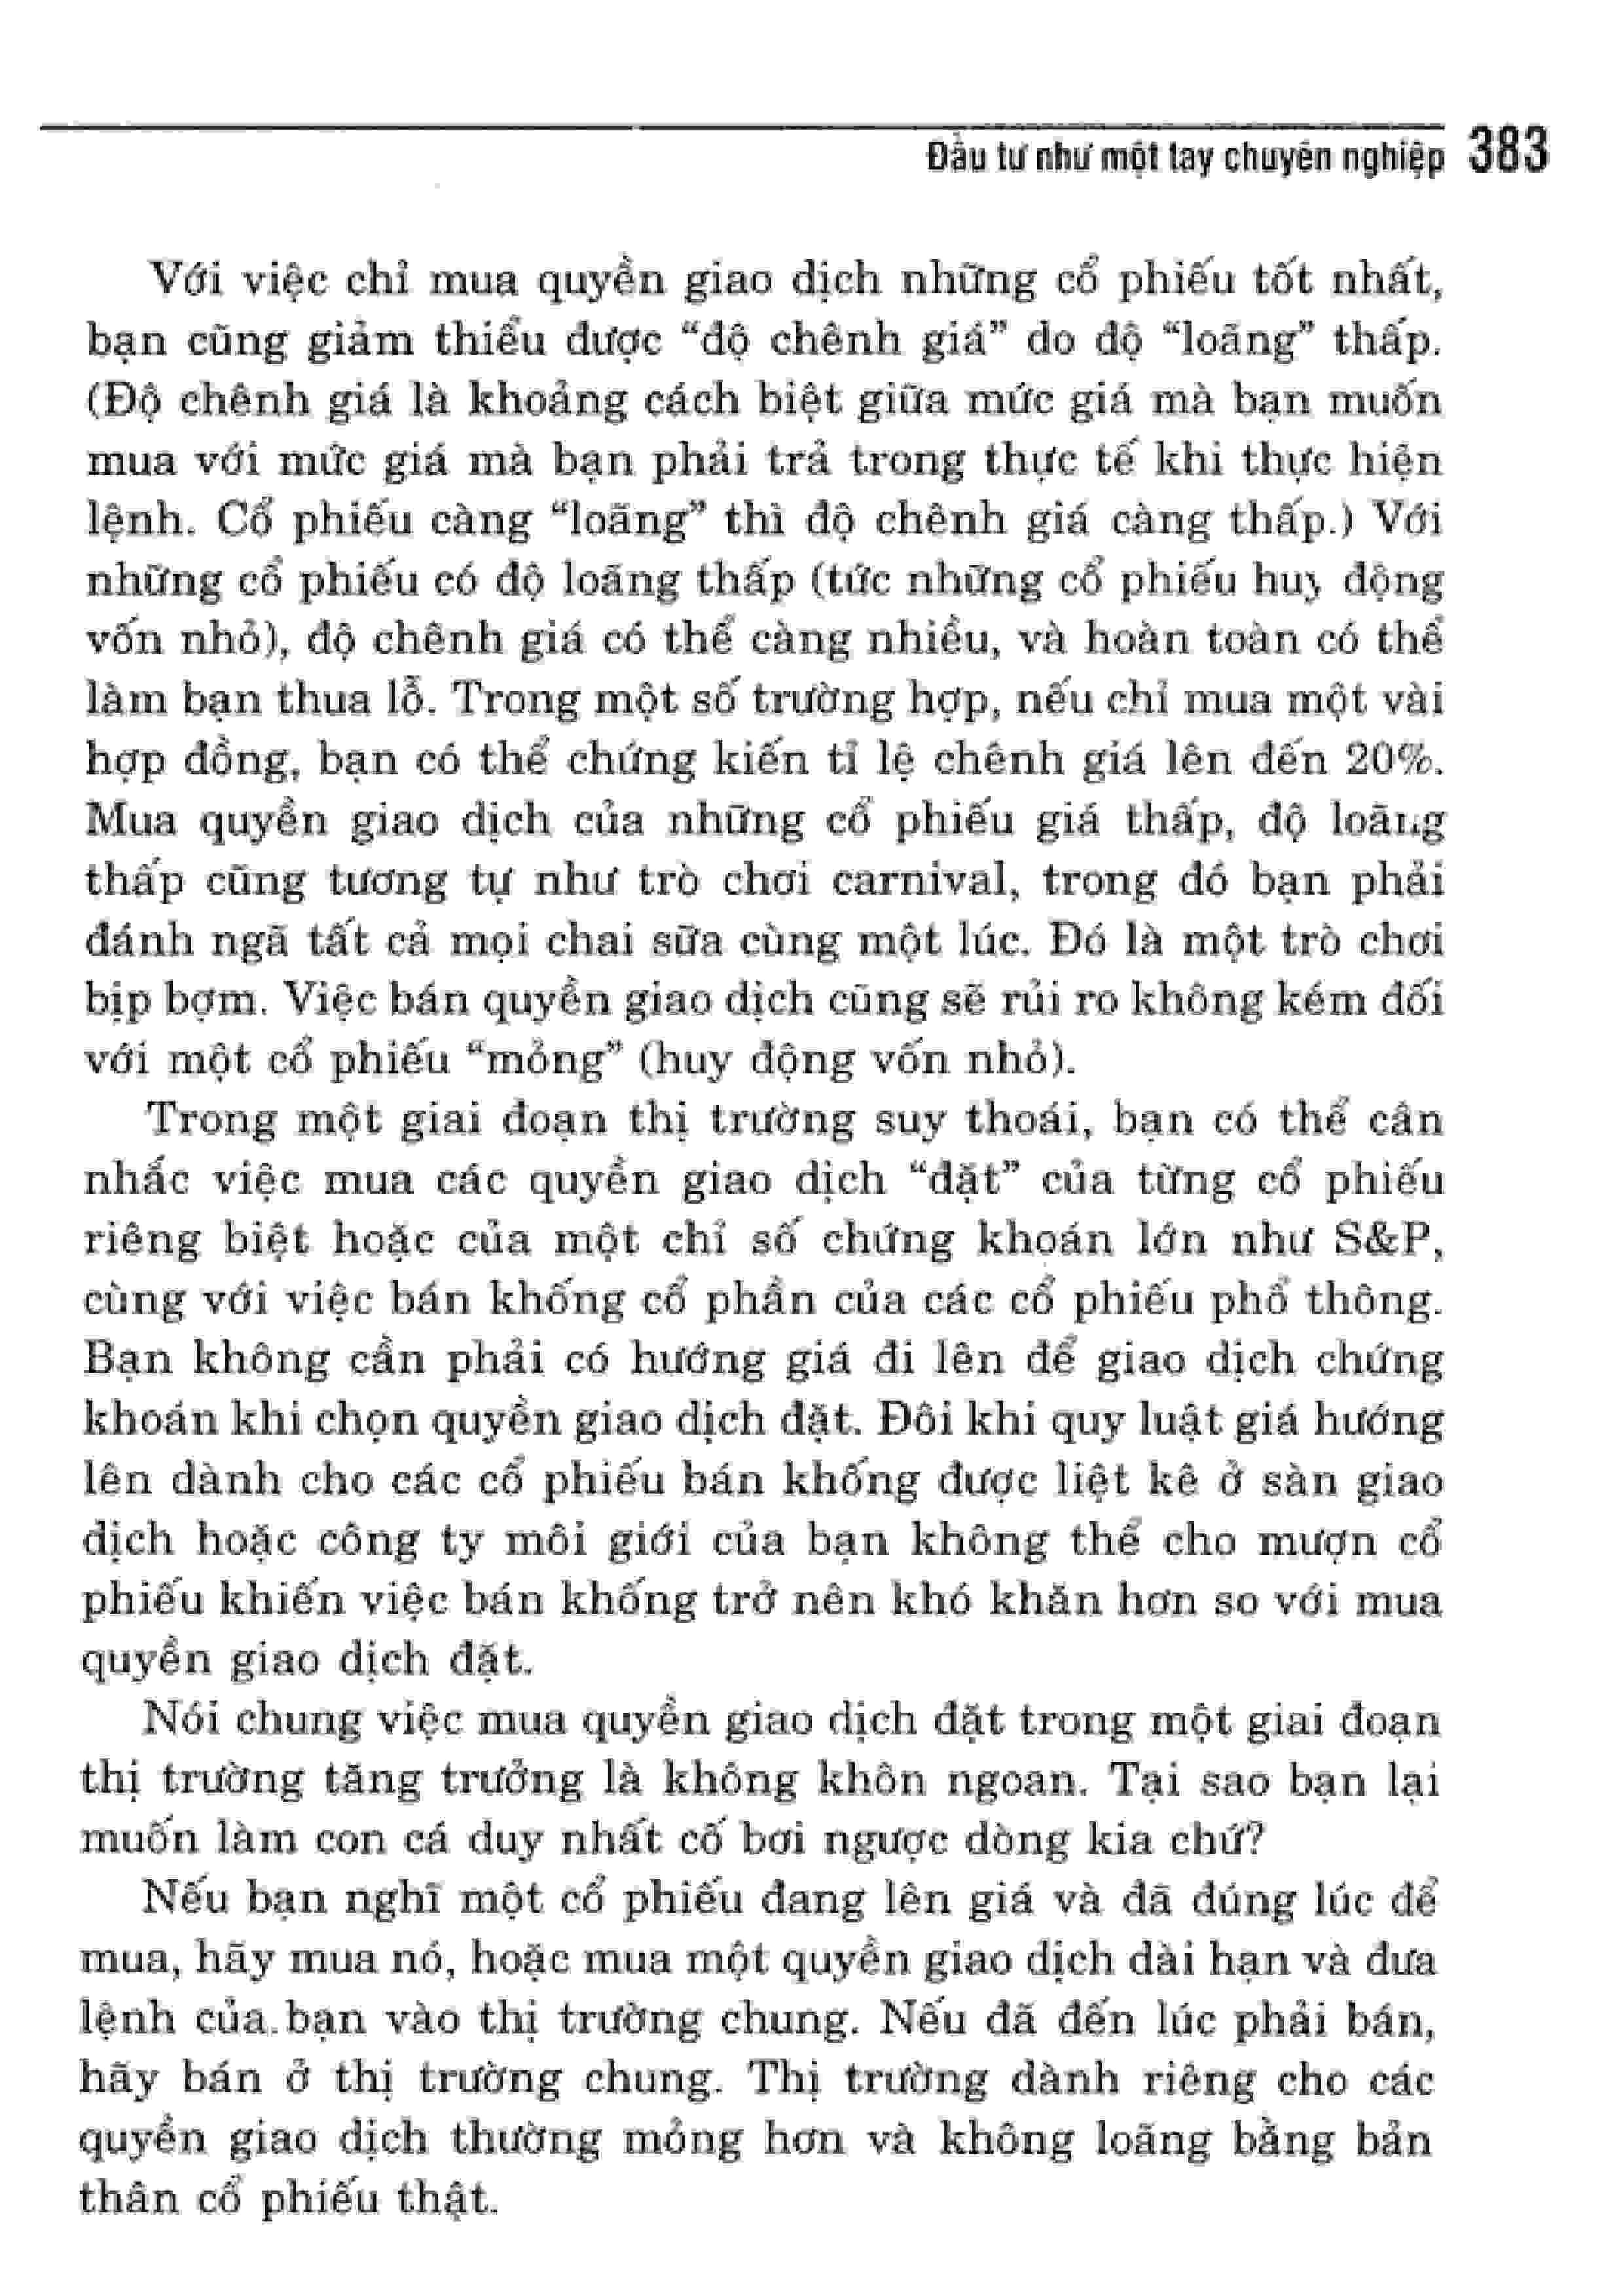 Đầu tư như một tay chuyên nghiệp 383
Với việc chỉ mua quyền giao dịch những cổ phiếu tốt nhất,
bạn cũng giảm thiểu được “độ chênh giá” do độ “loãng” thấp.
(Độ chênh giá là khoảng cách biệt giữa mức giá mà bạn muốn
mua với mức giá mà bạn phải trả trong thực tế khi thực hiện
lệnh. Cổ phiếu càng “loãng” thì độ chênh giá càng thấp.) Với
những cổ phiếu có độ loãng thấp (tức những cổ phiếu huy động
vốn nhỏ), độ chênh giá có thể càng nhiều, và hoàn toàn có thể
làm bạn thua lỗ. Trong một số trường hợp, nếu chỉ mua một vài
hợp đồng, bạn có thể chứng kiến tỉ lệ chênh giá lên đến 20%.
Mua quyền giao dịch của những cổ phiếu giá thấp, độ loãng
thấp cũng tương tự như trò chơi carnival, trong đó bạn phải
đánh ngã tất cả mọi chai sữa cùng một lúc. Đó là một trò chơi
bịp bợm. Việc bán quyền giao dịch cũng sẽ rủi ro không kém đối
với một cổ phiếu “mỏng” (huy động vốn nhỏ).
Trong một giai đoạn thị trường suy thoái, bạn có thể cân
nhắc việc mua các quyền giao dịch “đặt” của từng cổ phiếu
riêng biệt hoặc của một chỉ số chứng khoán lớn như S&P,
cùng với việc bán khống cổ phần của các cổ phiếu phổ thông.
Bạn không cần phải có hướng giá đi lên để giao dịch chứng
khoán khi chọn quyền giao dịch đặt. Đôi khi quy luật giá hướng
lên dành cho các cổ phiếu bán khống được liệt kê ở sàn giao
dịch hoặc công ty môi giới của bạn không thể cho mượn cổ
phiếu khiến việc bán khống trở nên khó khăn hơn so với mua
quyền giao dịch đặt.
Nói chung việc mua quyền giao dịch đặt trong một giai đoạn
thị trường tăng trưởng là không khôn ngoan. Tại sao bạn lại
muốn làm con cá duy nhất cố bơi ngược dòng kia chứ?
Nếu bạn nghĩ một cổ phiếu đang lên giá và đã đúng lúc để
mua, hãy mua nó, hoặc mua một quyền giao dịch dài hạn và đưa
lệnh của bạn vào thị trường chung. Nếu đã đến lúc phải bán,
hãy bán ở thị trường chung. Thị trường dành riêng cho các
quyền giao dịch thường mỏng hơn và không loãng bằng bản
thân cổ phiếu thật.